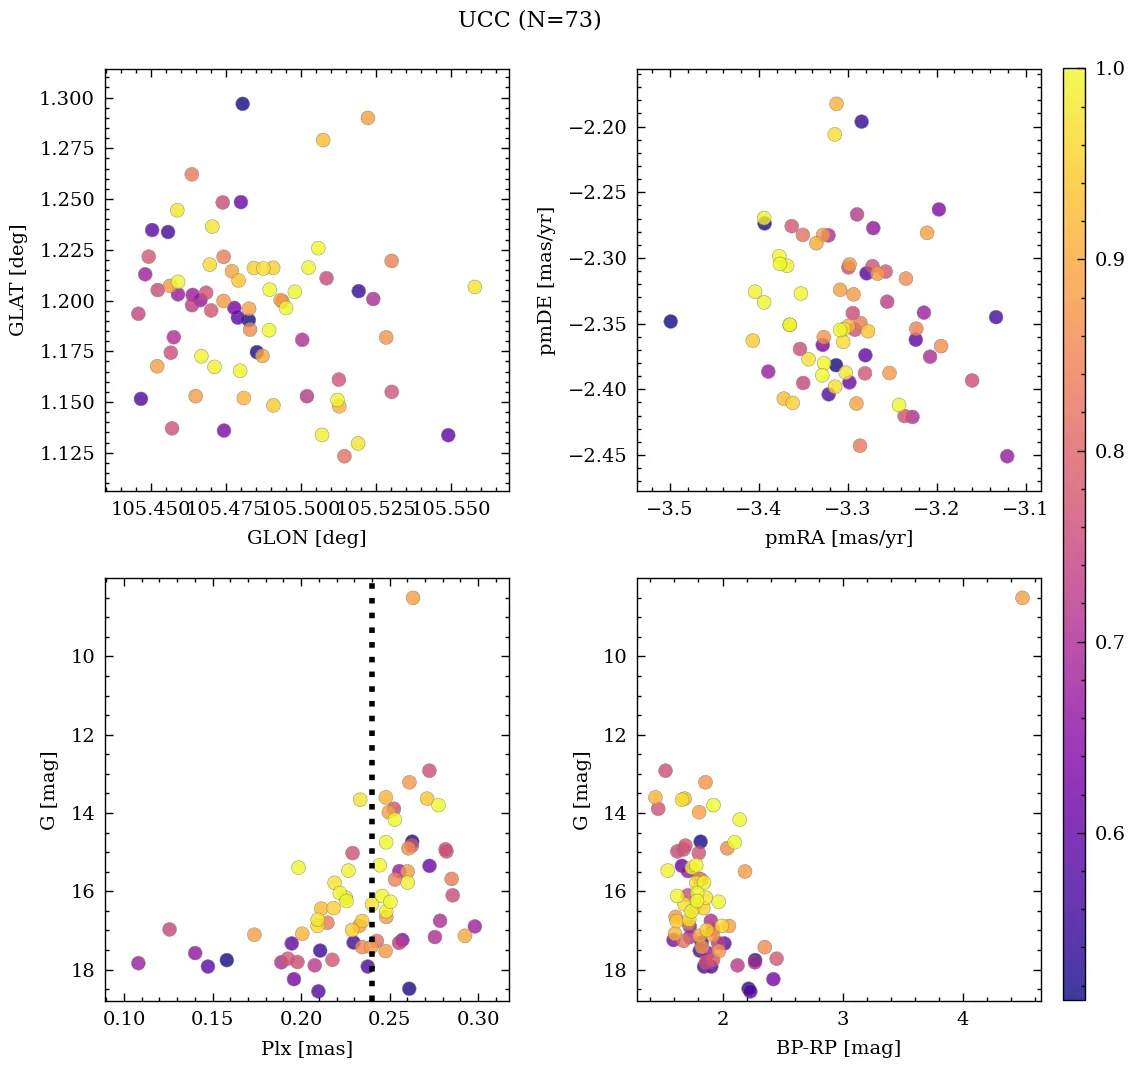 UCC (N=73)
1.300
1.275
1.250
1.225
1.200
1.175
1.150
1.125
GLAT [deg]
105.450 105.475 105.500 105.525 105.550
GLON [deg]
−2.20
−2.25
−2.30
−2.35
−2.40
−2.45
pmDE [mas/yr]
−3.5 −3.4 −3.3 −3.2 −3.1
pmRA [mas/yr]
1.0
0.9
0.8
0.7
0.6
10
12
14
16
18
G [mag]
0.10 0.15 0.20 0.25 0.30
Plx [mas]
10
12
14
16
18
G [mag]
2 3 4
BP-RP [mag]